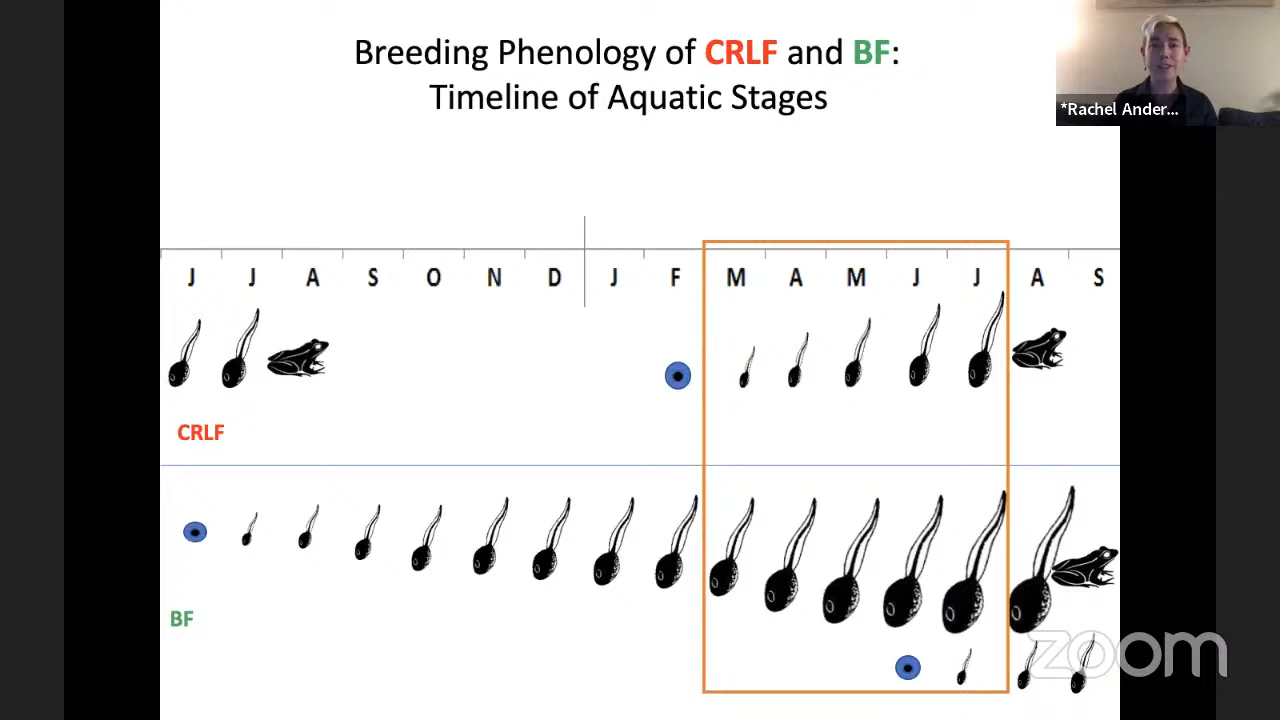 Breeding Phenology of CRLF and BF:
Timeline of Aquatic Stages
*Rachel Ander...
J J A S O N D J F M A M J J A S
CRLF
BF
zoom